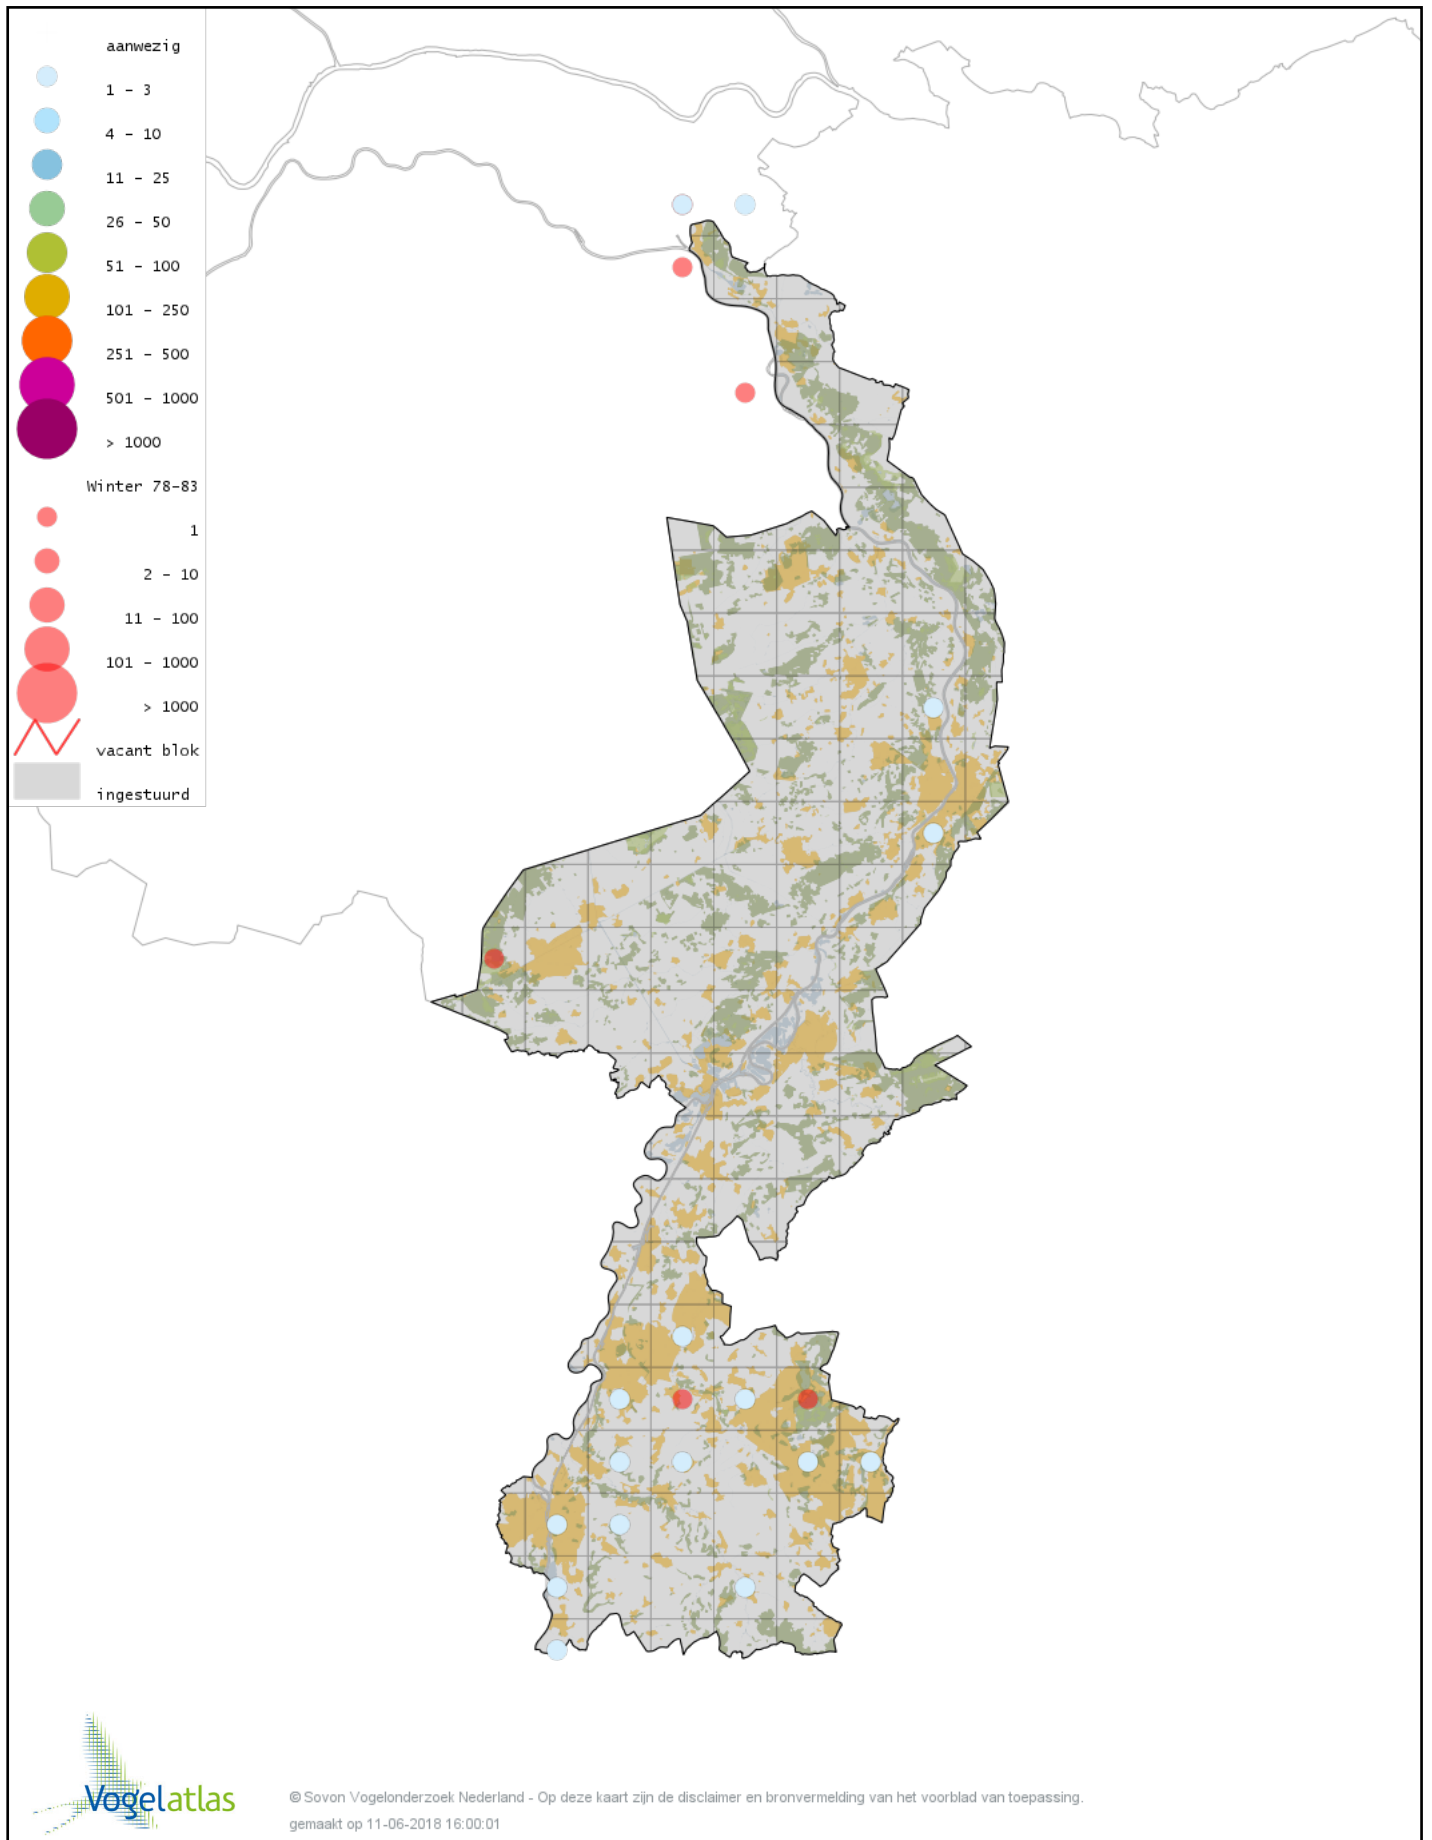 aanwezig
1 - 3
4 - 10
11 - 25
26 - 50
51 - 100
101 - 250
251 - 500
501 - 1000
> 1000
Winter 78-83
1
2 - 10
11 - 100
101 - 1000
> 1000
vacant blok
ingestuurd
Vogelatlas
© Sovon Vogelonderzoek Nederland - Op deze kaart zijn de disclaimer en bronvermelding van het voorblad van toepassing.
gemaakt op 11-06-2018 16:00:01